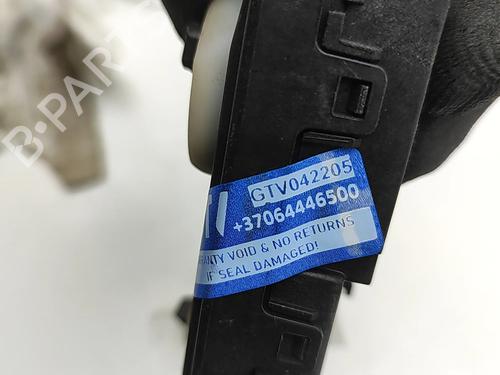 B-PARTS
GTV042205
+37064446500
WARRANTY VOID & NO RETURNS
IF SEAL DAMAGED!